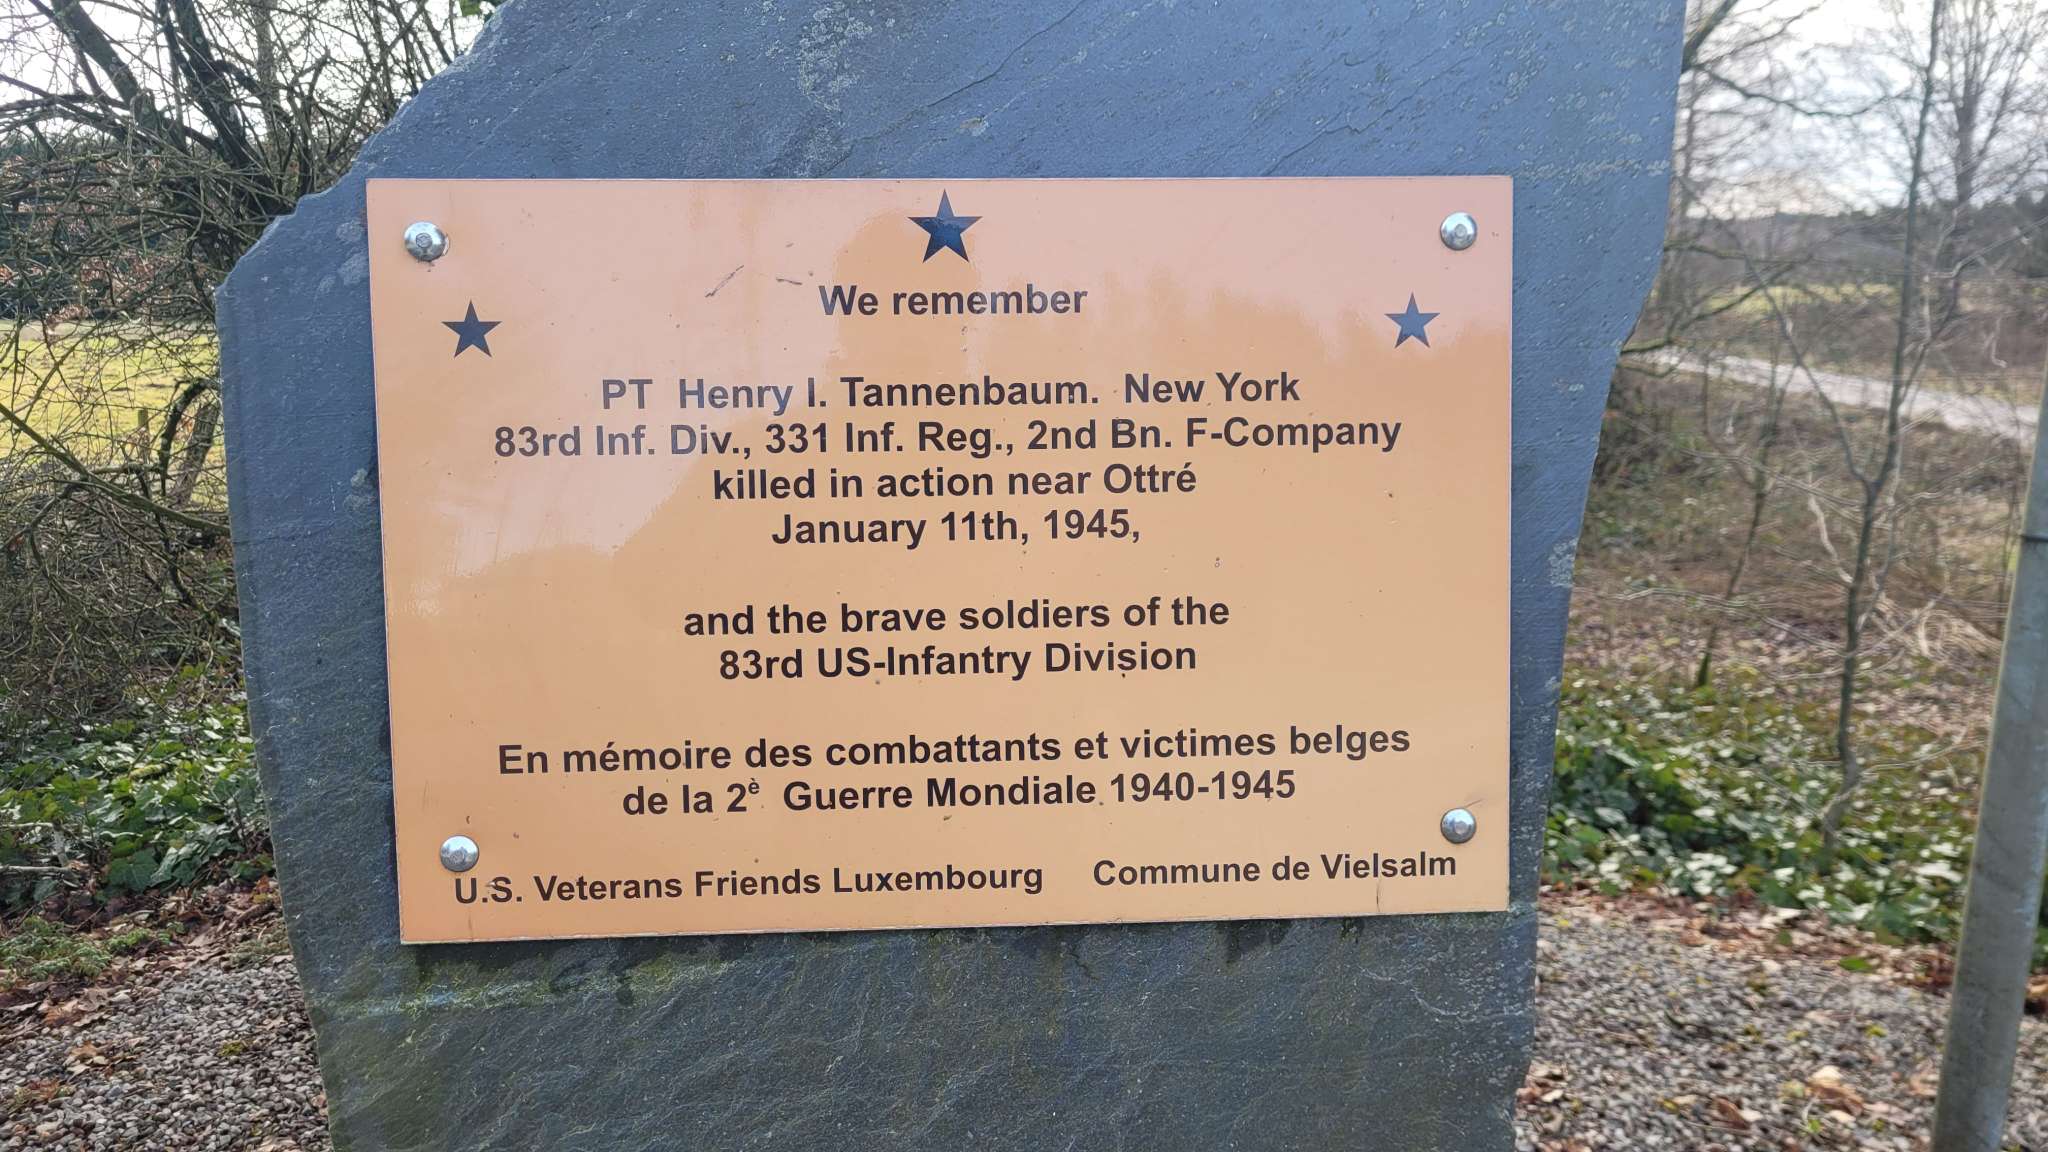 We remember
PT Henry I. Tannenbaum. New York
83rd Inf. Div., 331 Inf. Reg., 2nd Bn. F-Company
killed in action near Ottré
January 11th, 1945,
and the brave soldiers of the
83rd US-Infantry Division
En mémoire des combattants et victimes belges
de la 2è Guerre Mondiale 1940-1945
U.S. Veterans Friends Luxembourg Commune de Vielsalm